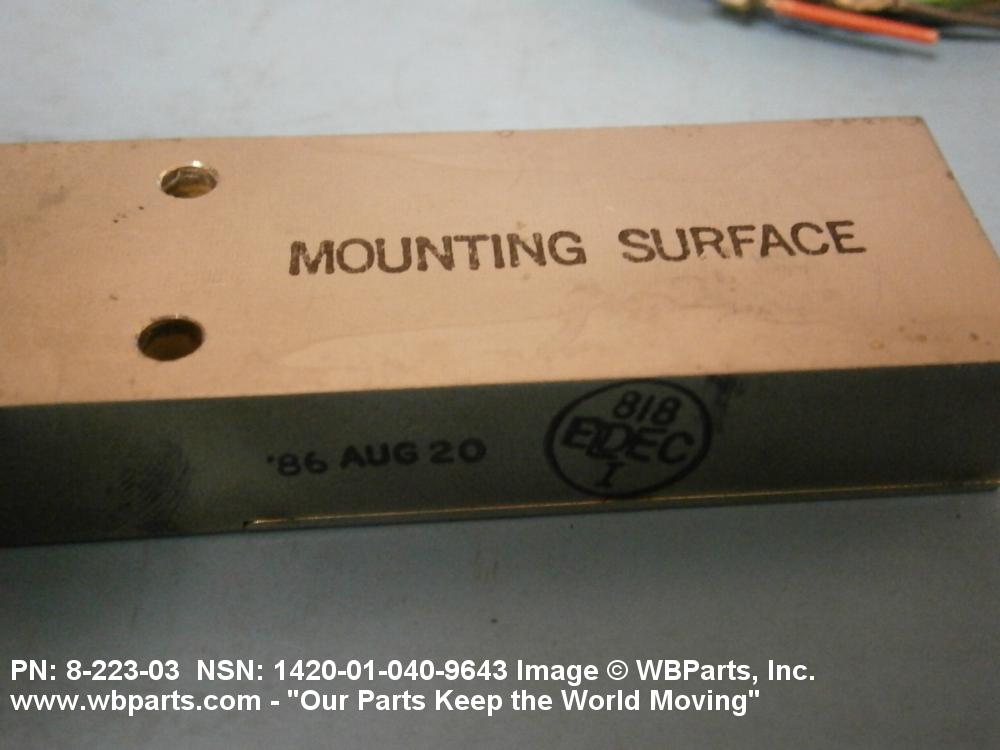 MOUNTING SURFACE
'86 AUG 20
818
ELDEC
I
PN: 8-223-03 NSN: 1420-01-040-9643 Image © WBParts, Inc.
www.wbparts.com - "Our Parts Keep the World Moving"